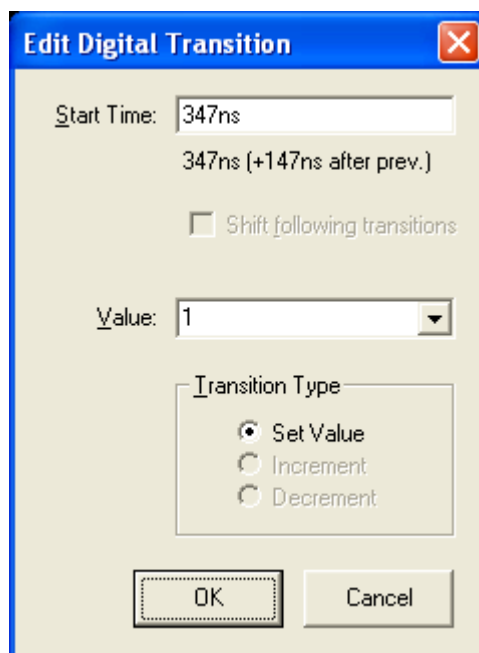 Edit Digital Transition
Start Time: 347ns
347ns (+147ns after prev.)
Shift following transitions
Value: 1
Transition Type
Set Value
Increment
Decrement
OK Cancel